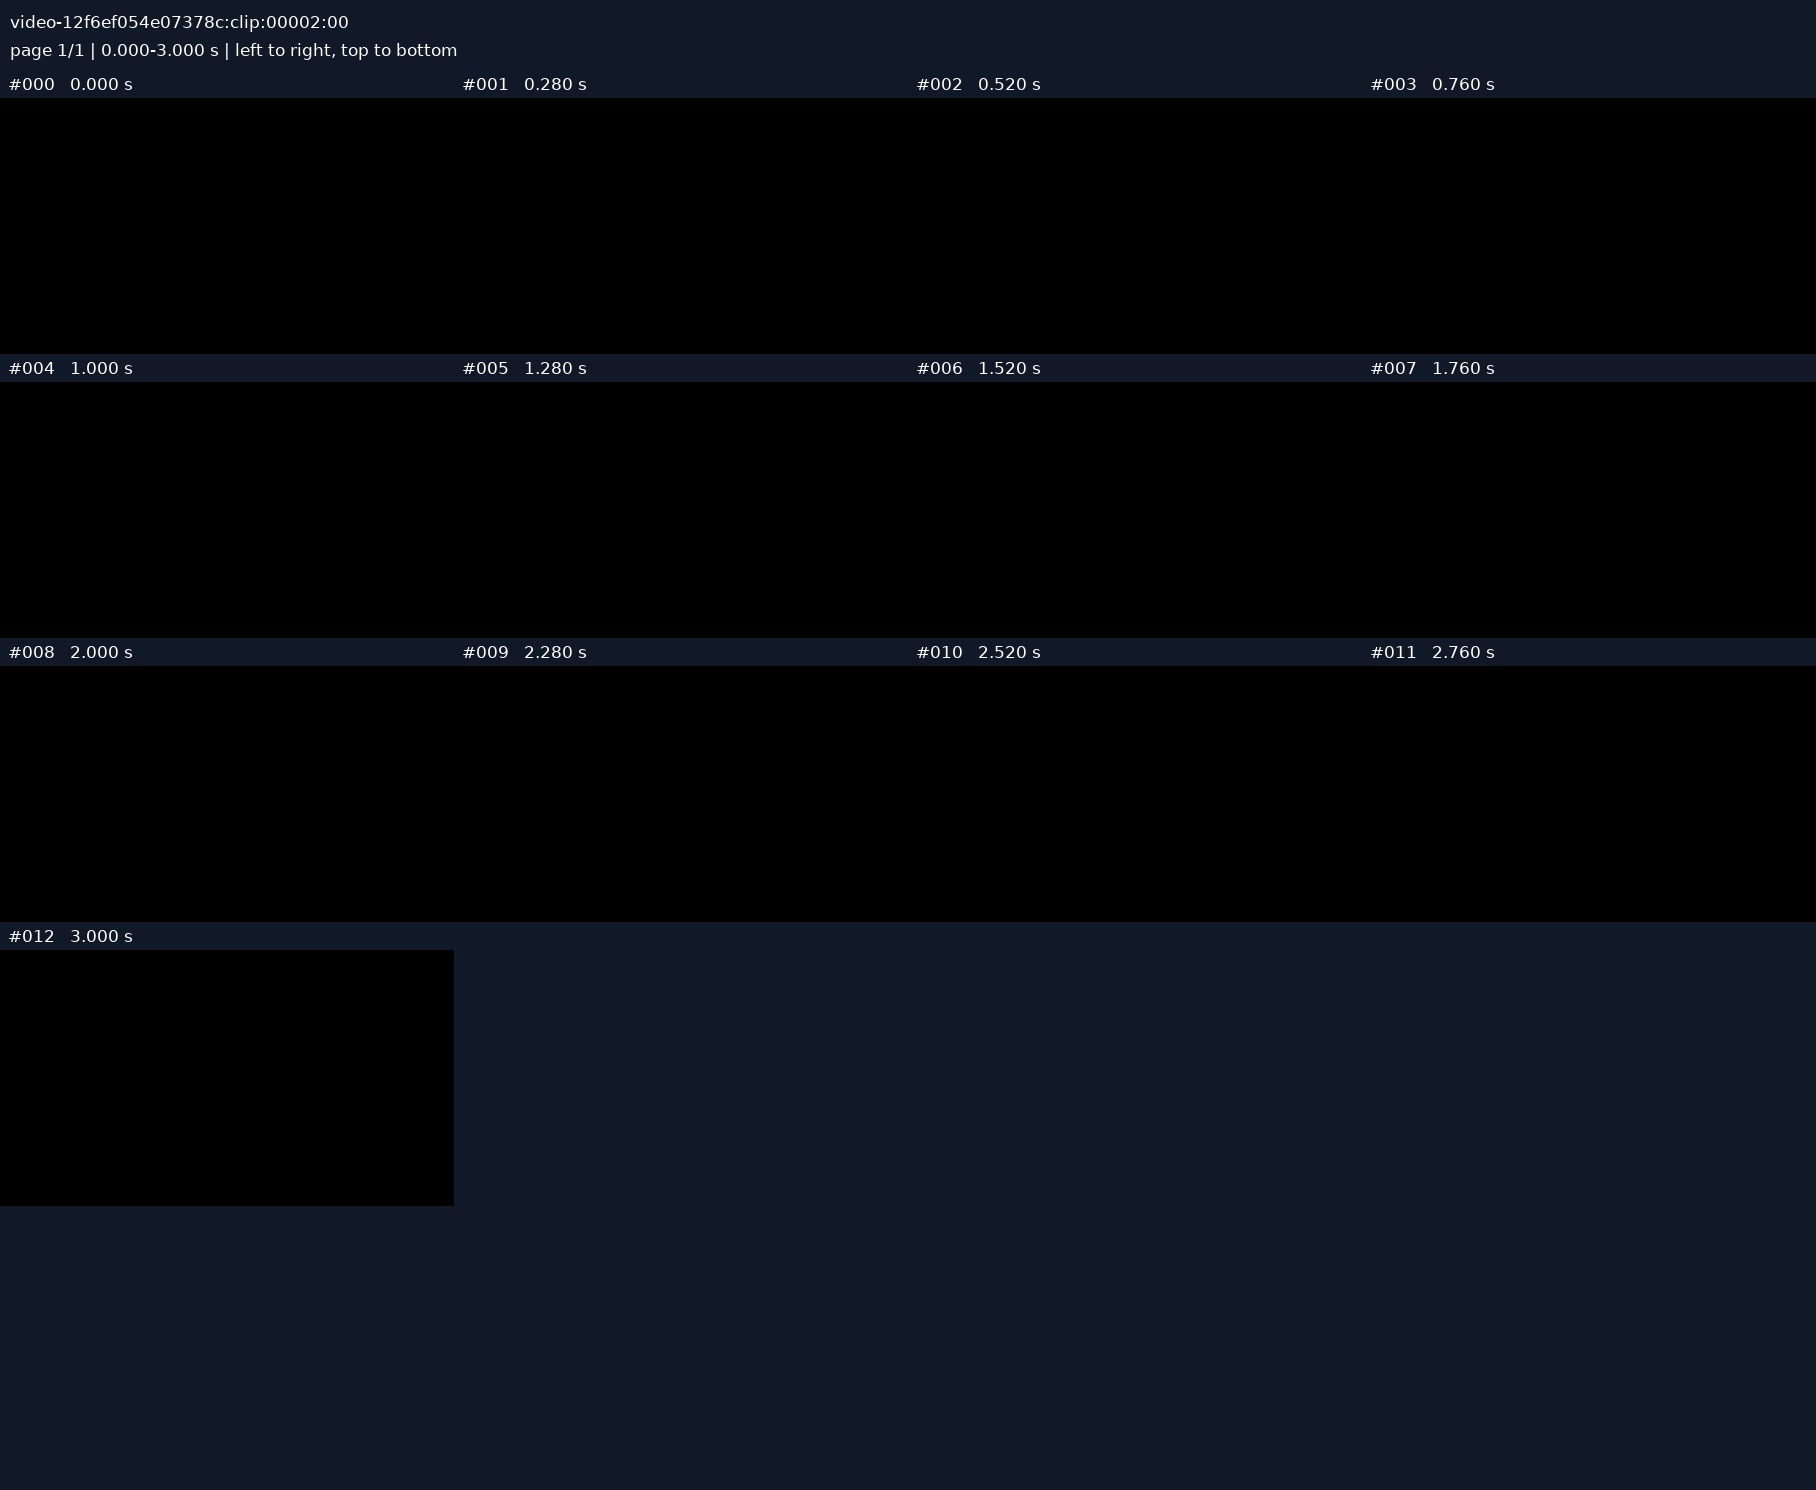 video-12f6ef054e07378c:clip:00002:00
page 1/1 | 0.000-3.000 s | left to right, top to bottom
#000 0.000 s
#001 0.280 s
#002 0.520 s
#003 0.760 s
#004 1.000 s
#005 1.280 s
#006 1.520 s
#007 1.760 s
#008 2.000 s
#009 2.280 s
#010 2.520 s
#011 2.760 s
#012 3.000 s